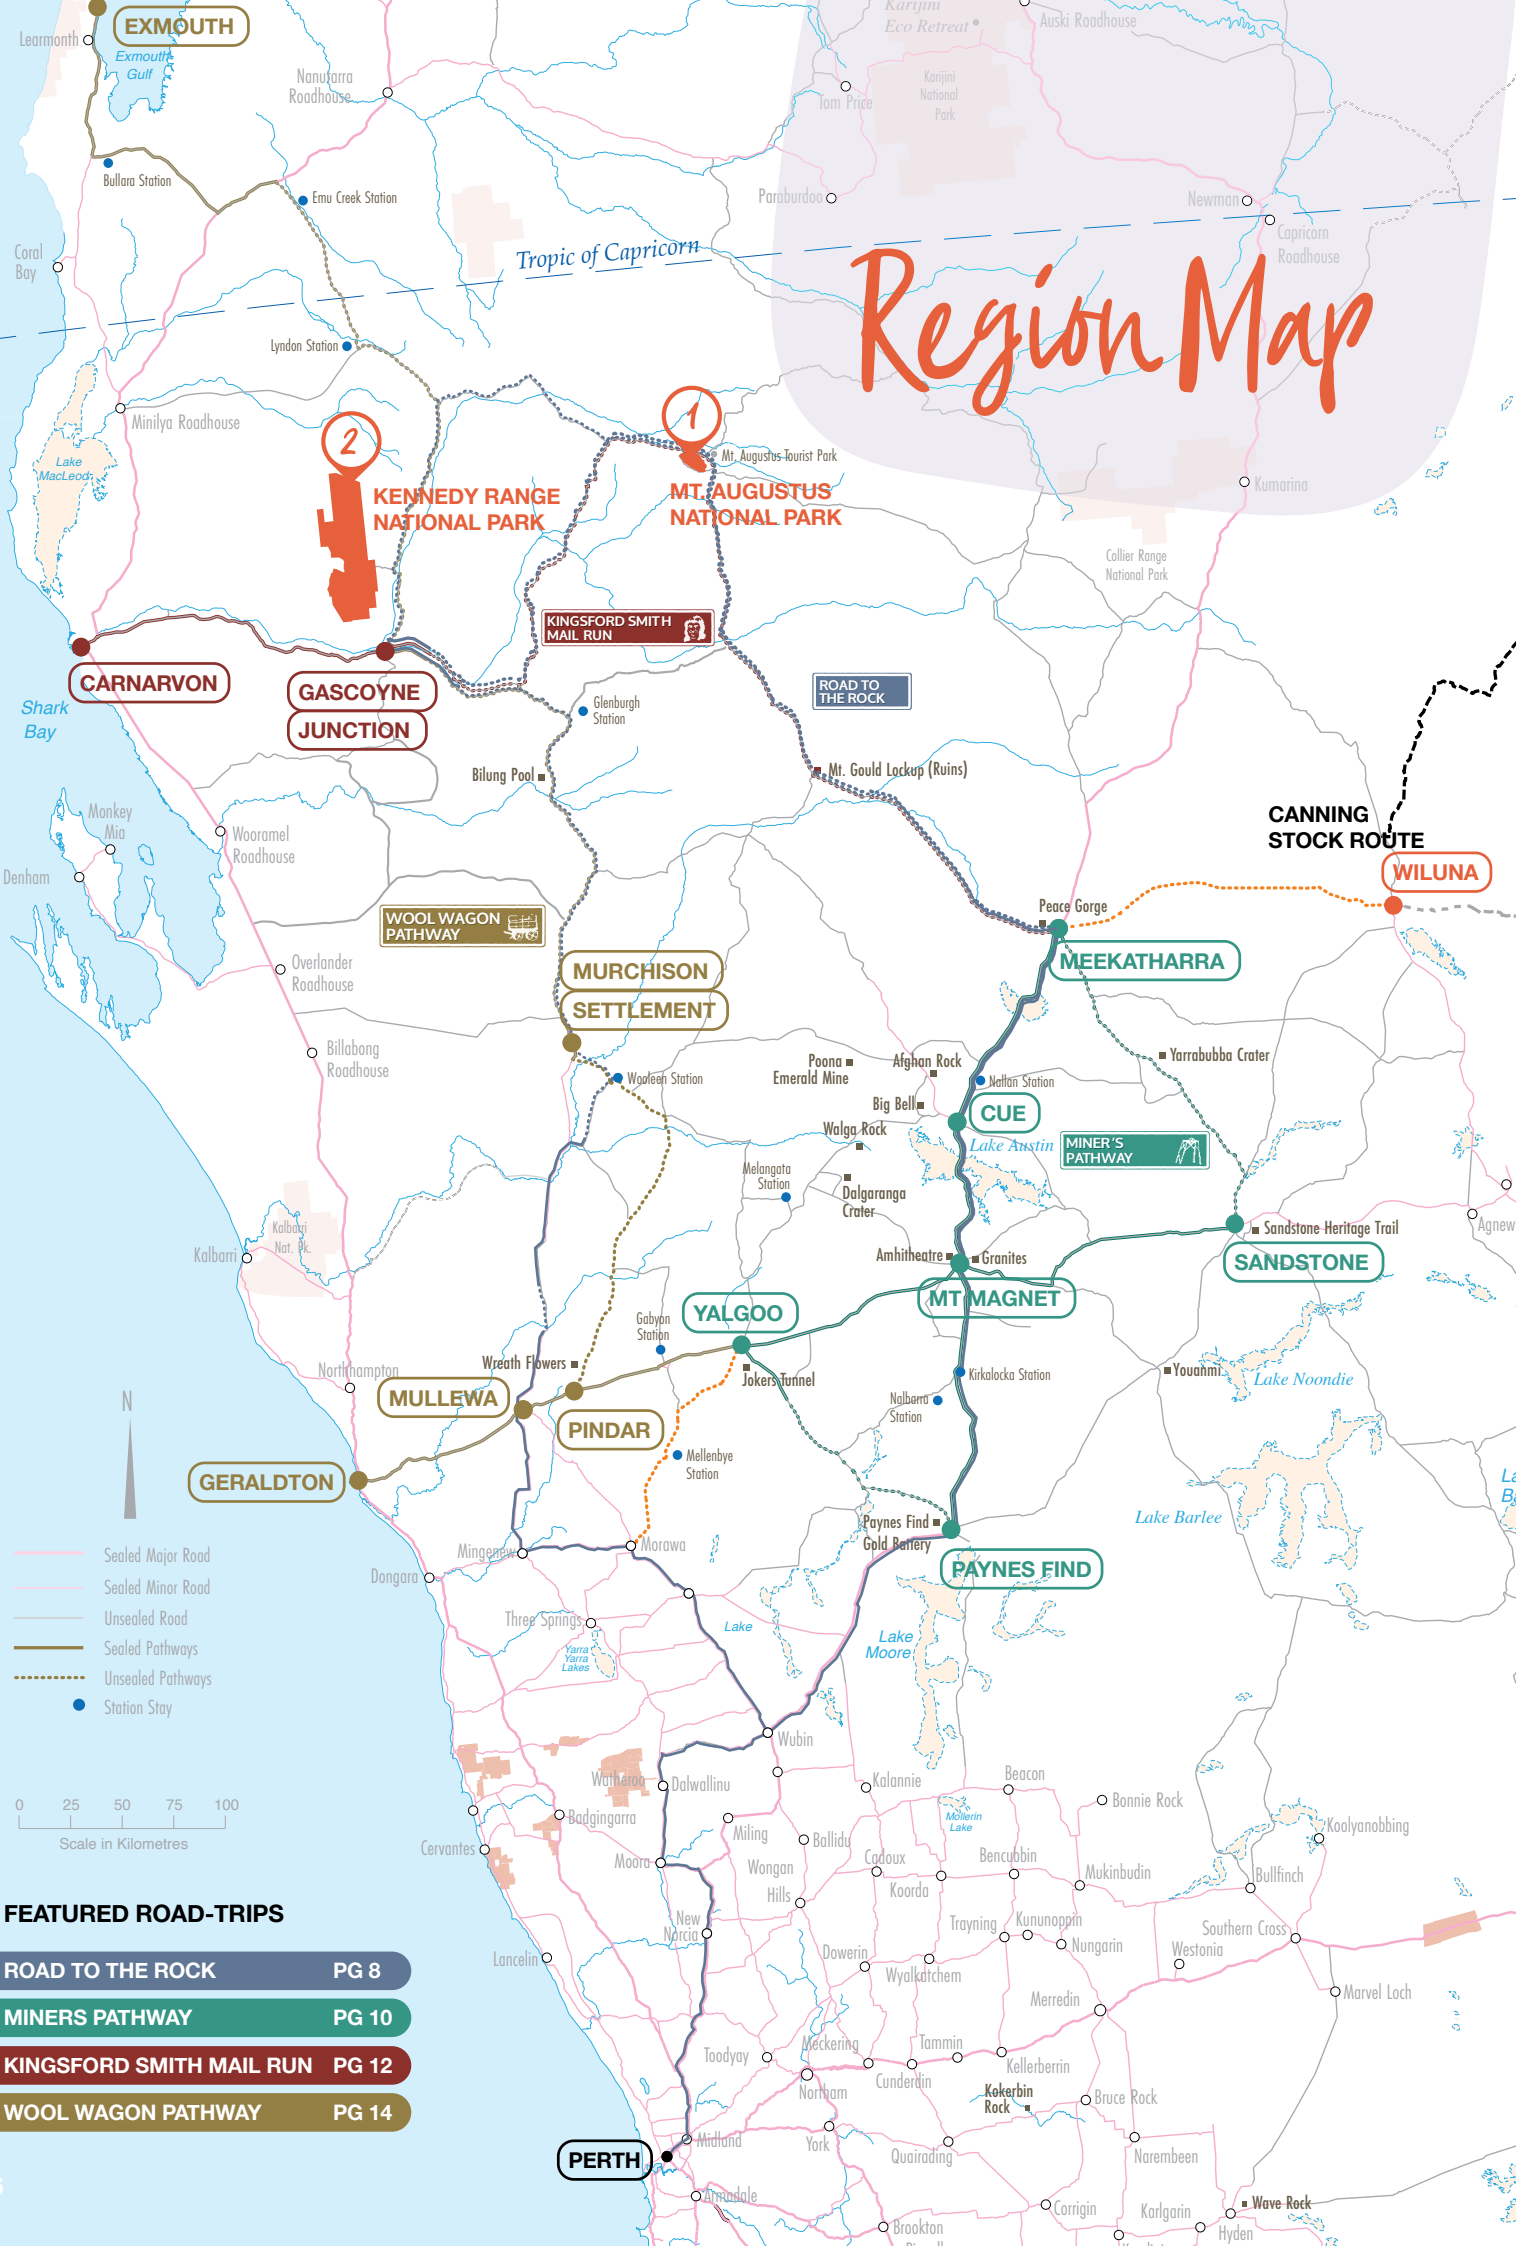 EXMOUTH
Learmonth
Exmouth
Gulf
Nanutarra
Roadhouse
Karijini
Eco Retreat
Auski Roadhouse
Tom Price
Karijini
National
Park
Bullara Station
Emu Creek Station
Paraburdoo
Newman
Capricorn
Roadhouse
Coral
Bay
Tropic of Capricorn
Region Map
Lyndon Station
Minilya Roadhouse
Lake
MacLeod
2
KENNEDY RANGE
NATIONAL PARK
1
Mt. Augustus Tourist Park
MT. AUGUSTUS
NATIONAL PARK
Kumarina
Collier Range
National Park
KINGSFORD SMITH
MAIL RUN
CARNARVON
GASCOYNE
JUNCTION
ROAD TO
THE ROCK
Shark
Bay
Glenburgh
Station
Bilung Pool
Mt. Gould Lockup (Ruins)
CANNING
STOCK ROUTE
WILUNA
Monkey
Mia
Denham
Wooramel
Roadhouse
Peace Gorge
WOOL WAGON
PATHWAY
MEEKATHARRA
MURCHISON
SETTLEMENT
Overlander
Roadhouse
Billabong
Roadhouse
Wooleen Station
Poona
Emerald Mine
Afghan Rock
Yarrabubba Crater
Nallan Station
Big Bell
CUE
Walga Rock
Lake Austin
MINER'S
PATHWAY
Melangata
Station
Dalgaranga
Crater
Kalbarri
Nat. Pk.
Kalbarri
Amhitheatre
Granites
Sandstone Heritage Trail
Agnew
SANDSTONE
MT MAGNET
YALGOO
Gabyon
Station
Wreath Flowers
Jokers Tunnel
Kirkalocka Station
Youanmi
Lake Noondie
Northhampton
MULLEWA
PINDAR
Nalbarra
Station
N
GERALDTON
Mellenbye
Station
Lake Barlee
Paynes Find
Gold Battery
PAYNES FIND
Mingenew
Morawa
Dongara
Sealed Major Road
Sealed Minor Road
Unsealed Road
Sealed Pathways
Unsealed Pathways
Station Stay
Three Springs
Yarra
Yarra
Lakes
Lake
Lake
Moore
Wubin
0 25 50 75 100
Scale in Kilometres
Watheroo
Dalwallinu
Kalannie
Beacon
Bonnie Rock
Badgingarra
Mollerin
Lake
Koolyanobbing
Cervantes
Miling
Ballidu
Moora
Wongan
Hills
Cadoux
Koorda
Bencubbin
Mukinbudin
Bullfinch
FEATURED ROAD-TRIPS
ROAD TO THE ROCK PG 8
MINERS PATHWAY PG 10
KINGSFORD SMITH MAIL RUN PG 12
WOOL WAGON PATHWAY PG 14
New
Norcia
Lancelin
Trayning
Kununoppin
Nungarin
Southern Cross
Westonia
Dowerin
Wyalkatchem
Merredin
Marvel Loch
Toodyay
Meckering
Tammin
Northam
Cunderdin
Kellerberrin
Kokerbin
Rock
Bruce Rock
PERTH
Midland
York
Quairading
Narembeen
Armadale
Corrigin
Karlgarin
Wave Rock
Hyden
Brookton